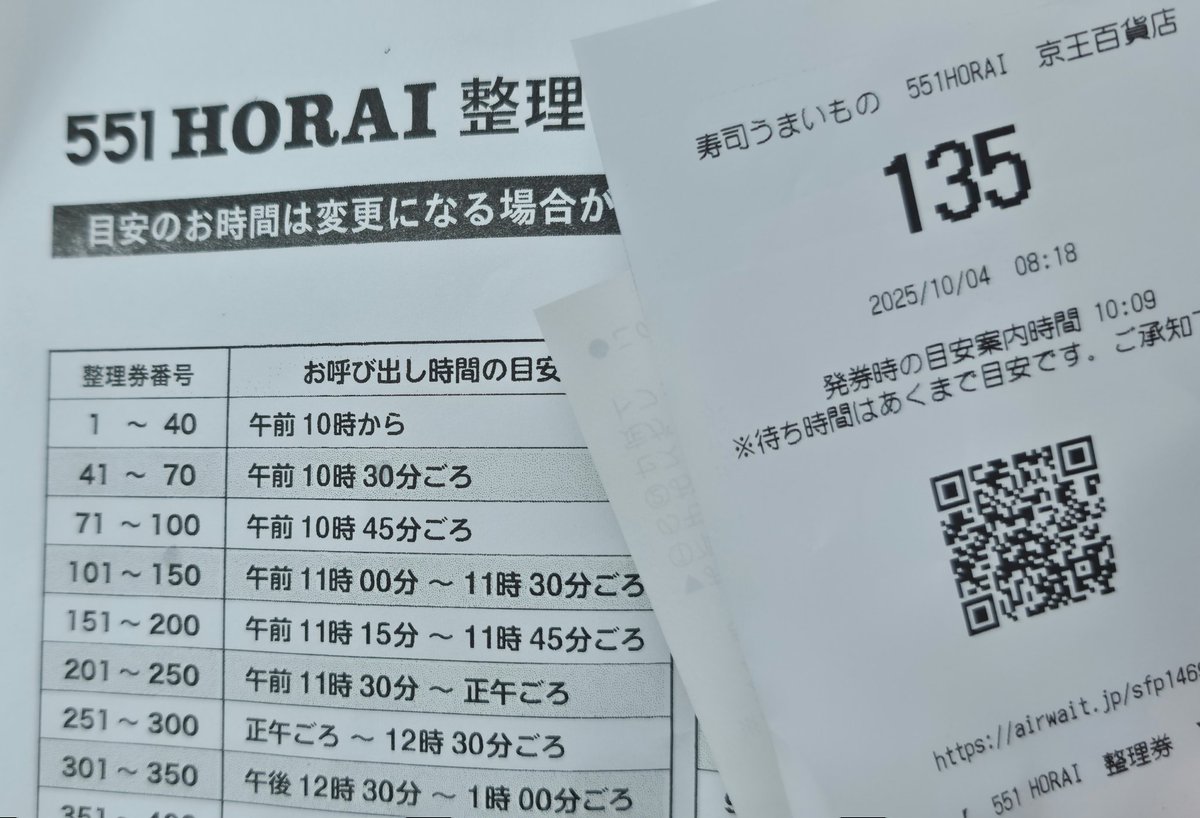 551 HORAI 整理
目安のお時間は変更になる場合が
整理券番号 お呼び出し時間の目安
1 ～ 40 午前 10時から
41 ～ 70 午前 10時 30分ごろ
71 ～ 100 午前 10時 45分ごろ
101 ～ 150 午前 11時 00分 ～ 11時 30分ごろ
151 ～ 200 午前 11時 15分 ～ 11時 45分ごろ
201 ～ 250 午前 11時 30分 ～ 正午ごろ
251 ～ 300 正午ごろ ～ 12時 30分ごろ
301 ～ 350 午後 12時 30分 ～ 1時 00分ごろ
寿司うまいもの 551HORAI 京王百貨店
135
2025/10/04 08:18
発券時の目安案内時間 10:09
※待ち時間はあくまで目安です。ご承知
https://airwait.jp/sfp146
551 HORAI 整理券